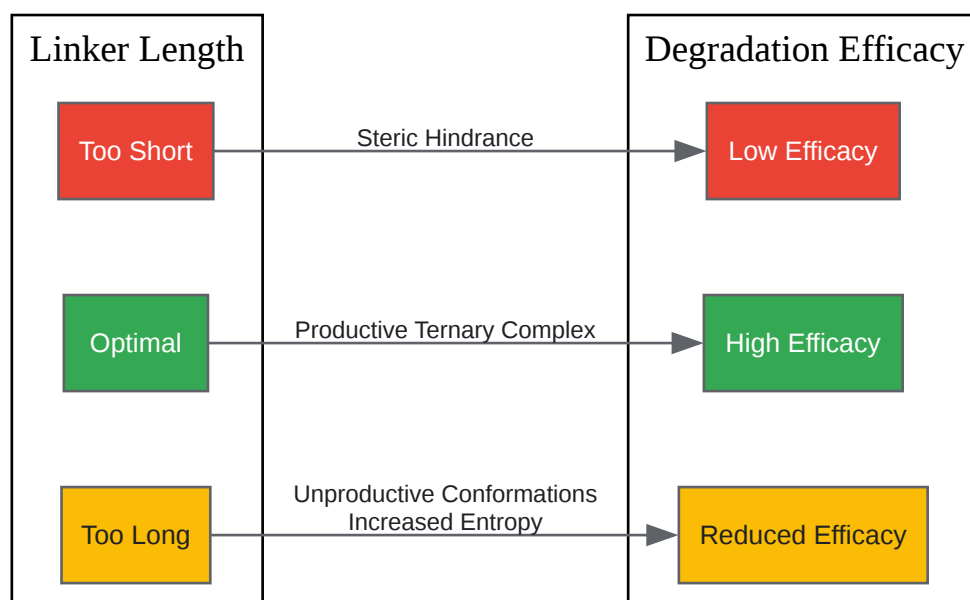 Linker Length
Degradation Efficacy
Too Short
Steric Hindrance
Low Efficacy
Optimal
Productive Ternary Complex
High Efficacy
Too Long
Unproductive Conformations
Increased Entropy
Reduced Efficacy